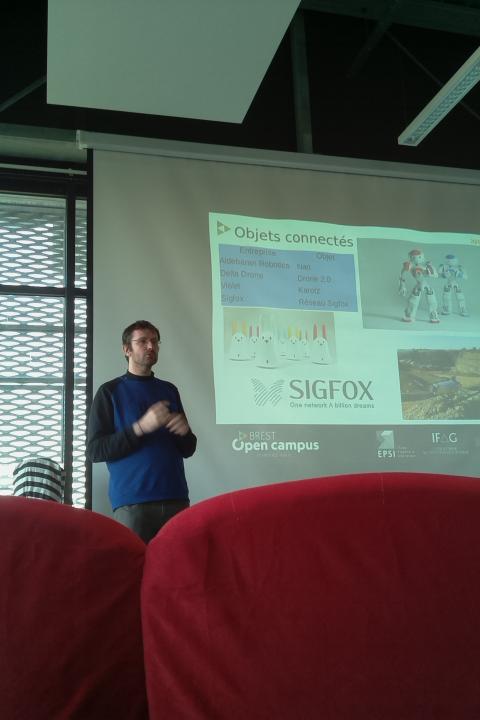 Objets connectés
Entreprise Objet
Aldebaran Robotics Nao
Delta Drone Drone 2.0
Violet Karotz
Sigfox Réseau Sigfox
SIGFOX
One network A billion dreams
BREST
Open campus
EPSI
IFAG